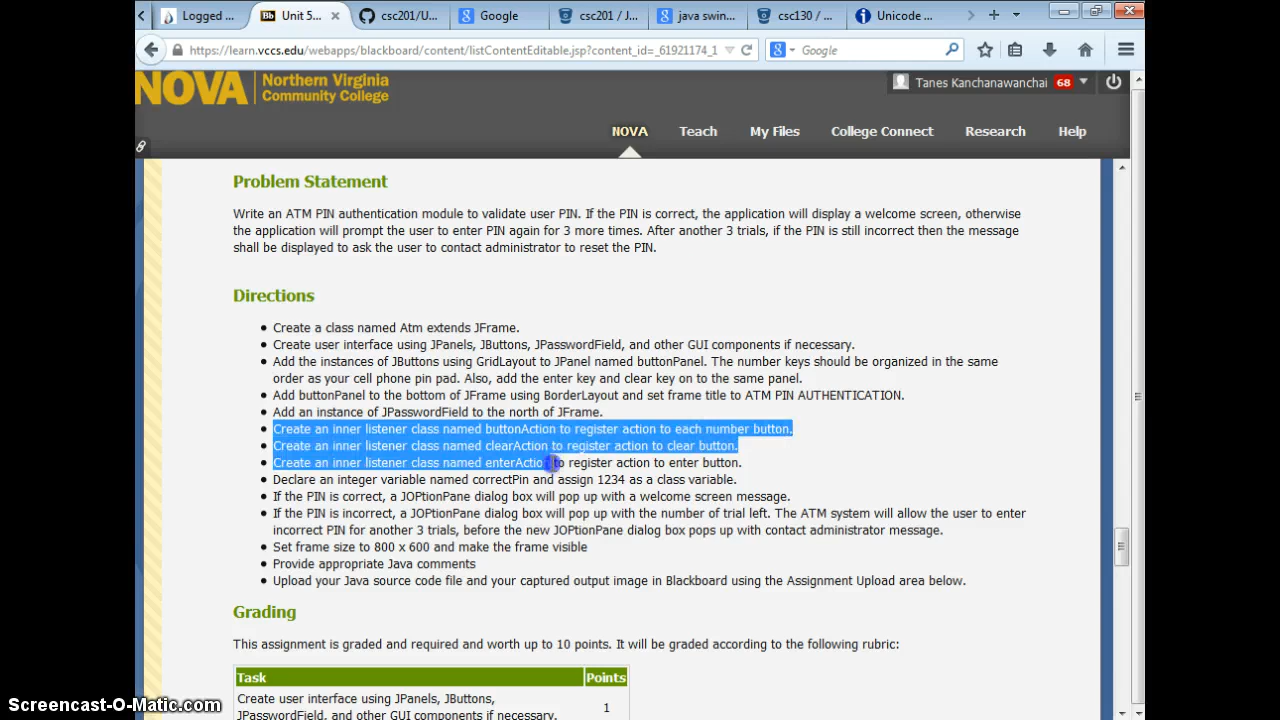 Logged ...
Bb Unit 5...
csc201/U...
Google
csc201 / J...
java swin...
csc130 / ...
Unicode ...
https://learn.vccs.edu/webapps/blackboard/content/listContentEditable.jsp?content_id=_61921174_1
Google
NOVA
Northern Virginia
Community College
Tanes Kanchanawanchai 68
NOVA Teach My Files College Connect Research Help
Problem Statement
Write an ATM PIN authentication module to validate user PIN. If the PIN is correct, the application will display a welcome screen, otherwise
the application will prompt the user to enter PIN again for 3 more times. After another 3 trials, if the PIN is still incorrect then the message
shall be displayed to ask the user to contact administrator to reset the PIN.
Directions
Create a class named Atm extends JFrame.
Create user interface using JPanels, JButtons, JPasswordField, and other GUI components if necessary.
Add the instances of JButtons using GridLayout to JPanel named buttonPanel. The number keys should be organized in the same
order as your cell phone pin pad. Also, add the enter key and clear key on to the same panel.
Add buttonPanel to the bottom of JFrame using BorderLayout and set frame title to ATM PIN AUTHENTICATION.
Add an instance of JPasswordField to the north of JFrame.
Create an inner listener class named buttonAction to register action to each number button.
Create an inner listener class named clearAction to register action to clear button.
Create an inner listener class named enterAction to register action to enter button.
Declare an integer variable named correctPin and assign 1234 as a class variable.
If the PIN is correct, a JOPtionPane dialog box will pop up with a welcome screen message.
If the PIN is incorrect, a JOPtionPane dialog box will pop up with the number of trial left. The ATM system will allow the user to enter
incorrect PIN for another 3 trials, before the new JOPtionPane dialog box pops up with contact administrator message.
Set frame size to 800 x 600 and make the frame visible
Provide appropriate Java comments
Upload your Java source code file and your captured output image in Blackboard using the Assignment Upload area below.
Grading
This assignment is graded and required and worth up to 10 points. It will be graded according to the following rubric:
Task Points
Create user interface using JPanels, JButtons,
JPasswordField, and other GUI components if necessary.
1
Screencast-O-Matic.com